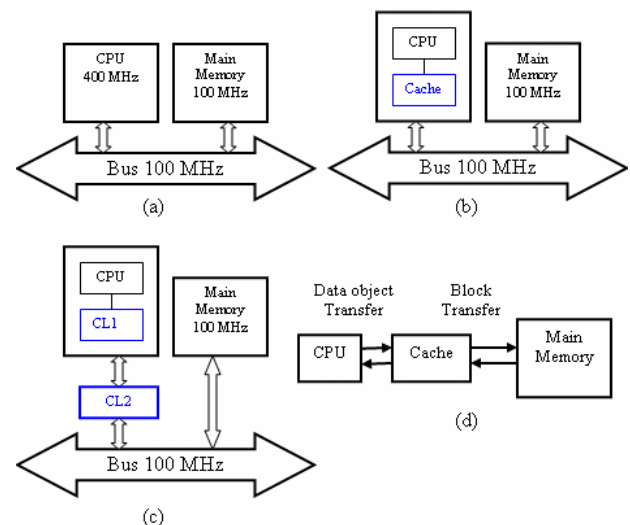 CPU
400 MHz
Main
Memory
100 MHz
Bus 100 MHz
(a)
CPU
Cache
Main
Memory
100 MHz
Bus 100 MHz
(b)
CPU
CL1
CL2
Main
Memory
100 MHz
Bus 100 MHz
(c)
Data object
Transfer
Block
Transfer
CPU
Cache
Main
Memory
(d)